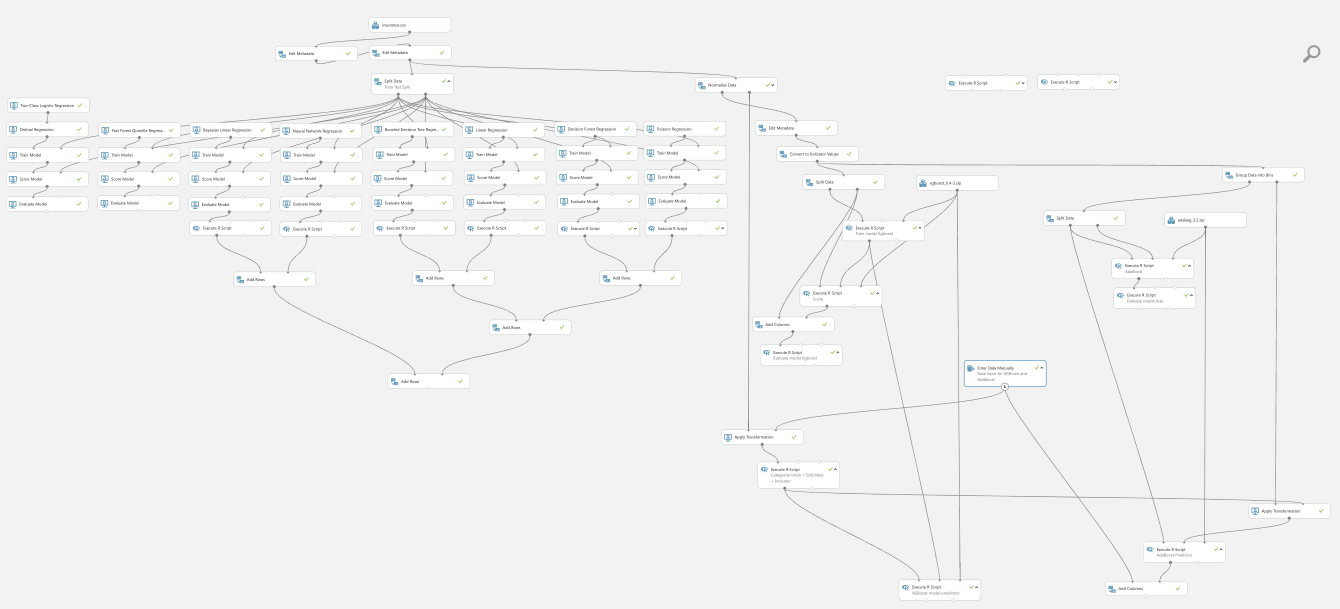 insurance.csv
Edit Metadata
Edit Metadata
Split Data
Train Test Split
Normalize Data
Execute R Script
Execute R Script
Two-Class Logistic Regression
Ordinal Regression
Fast Forest Quantile Regress...
Bayesian Linear Regression
Neural Network Regression
Boosted Decision Tree Regre...
Linear Regression
Decision Forest Regression
Poisson Regression
Edit Metadata
Train Model
Train Model
Train Model
Train Model
Train Model
Train Model
Train Model
Train Model
Convert to Indicator Values
Score Model
Score Model
Score Model
Score Model
Score Model
Score Model
Score Model
Score Model
Split Data
xgboost_0.4-3.zip
Group Data into Bins
Evaluate Model
Evaluate Model
Evaluate Model
Evaluate Model
Evaluate Model
Evaluate Model
Evaluate Model
Evaluate Model
Split Data
adabag_3.2.zip
Execute R Script
Execute R Script
Execute R Script
Execute R Script
Execute R Script
Execute R Script
Execute R Script
Train model Xgboost
Execute R Script
AdaBoost
Add Rows
Add Rows
Add Rows
Execute R Script
Score
Execute R Script
Evaluate model Ada
Add Rows
Add Columns
Execute R Script
Evaluate model Xgboost
Add Rows
Enter Data Manually
Data input for XGBoost and
AdaBoost
1
Apply Transformation
Execute R Script
Categorize block + Edit Meta
+ Indicator
Apply Transformation
Execute R Script
AdaBoost Prediction
Execute R Script
XGBoost model prediction
Add Columns